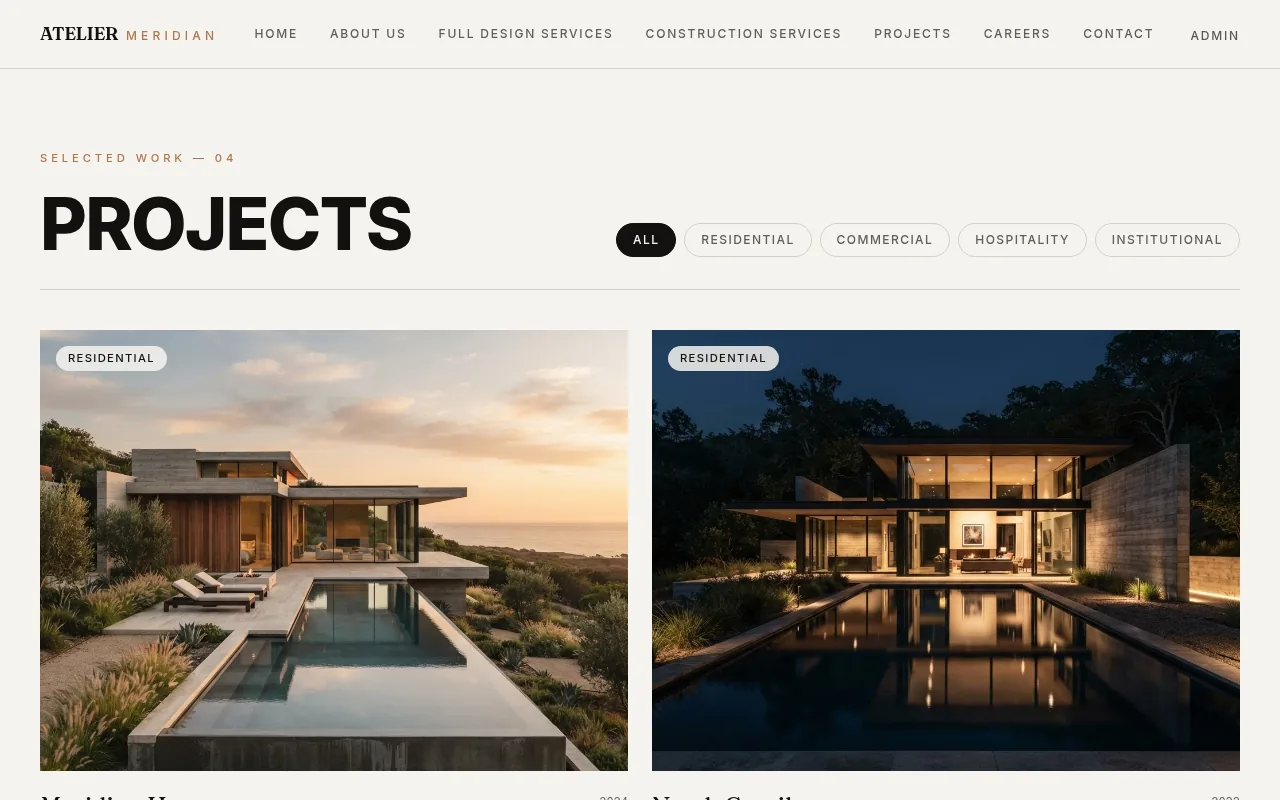 ATELIER MERIDIAN HOME ABOUT US FULL DESIGN SERVICES CONSTRUCTION SERVICES PROJECTS CAREERS CONTACT ADMIN
SELECTED WORK — 04
PROJECTS
ALL RESIDENTIAL COMMERCIAL HOSPITALITY INSTITUTIONAL
RESIDENTIAL RESIDENTIAL